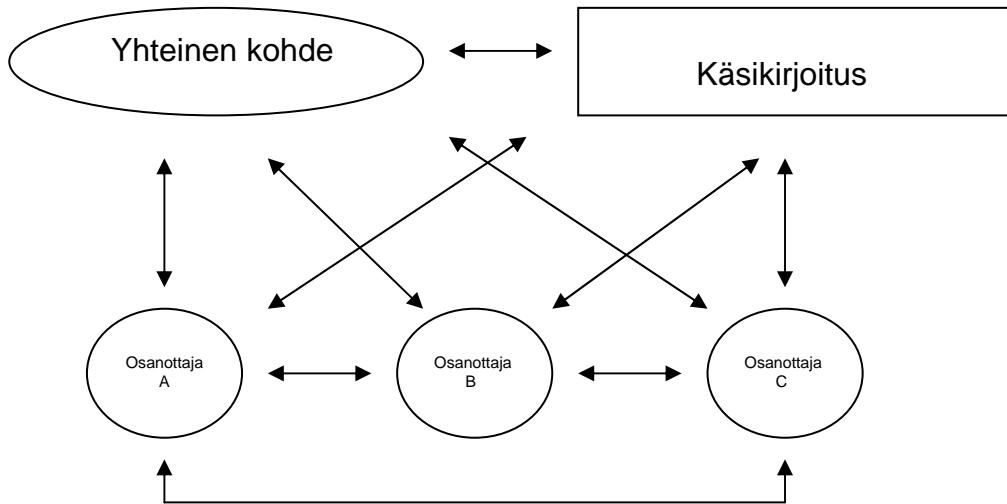 Yhteinen kohde
Käsikirjoitus
Osanottaja
A
Osanottaja
B
Osanottaja
C